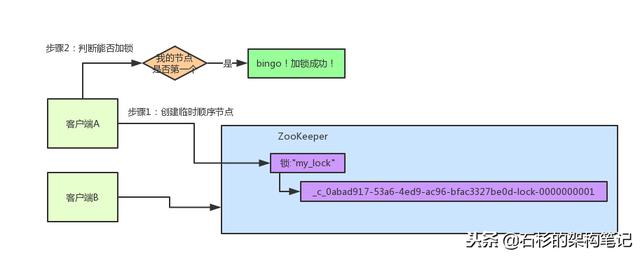 步骤2：判断能否加锁
我的节点
是否第一个
是
bingo！加锁成功！
客户端A
步骤1：创建临时顺序节点
ZooKeeper
锁:"my_lock"
_c_0abad917-53a6-4ed9-ac96-bfac3327be0d-lock-0000000001
客户端B
头条 @石杉的架构笔记